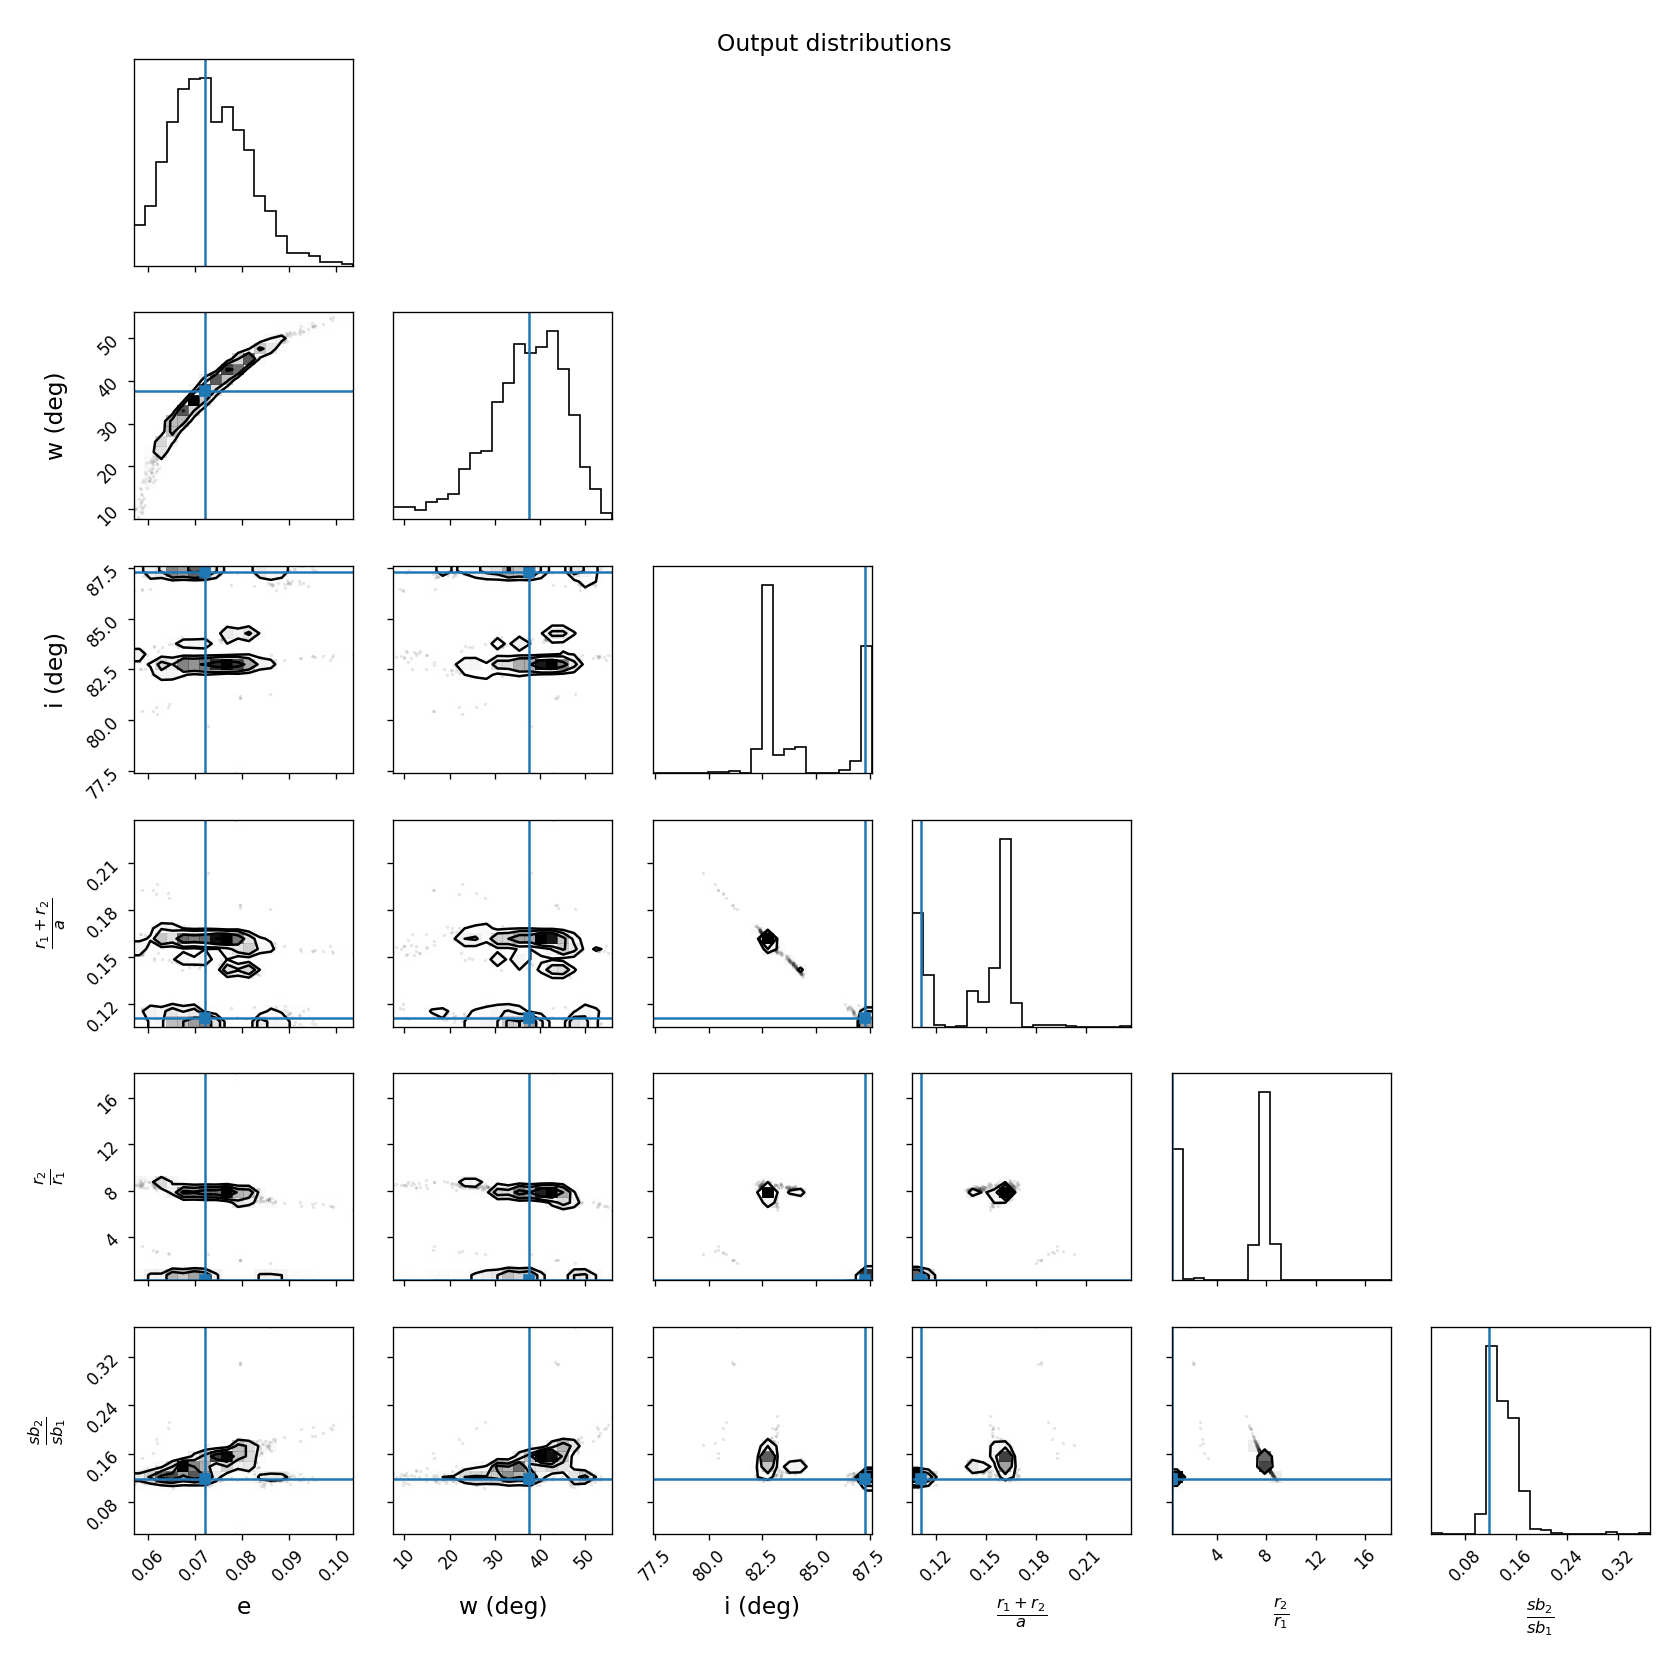 Output distributions
w (deg)
50
40
30
20
10
i (deg)
87.5
85.0
82.5
80.0
77.5
r1 + r2
a
0.21
0.18
0.15
0.12
r2
r1
16
12
8
4
sb2
sb1
0.32
0.24
0.16
0.08
0.06 0.07 0.08 0.09 0.10 10 20 30 40 50 77.5 80.0 82.5 85.0 87.5 0.12 0.15 0.18 0.21 4 8 12 16 0.08 0.16 0.24 0.32
e w (deg) i (deg) r1 + r2 r2 sb2
a r1 sb1